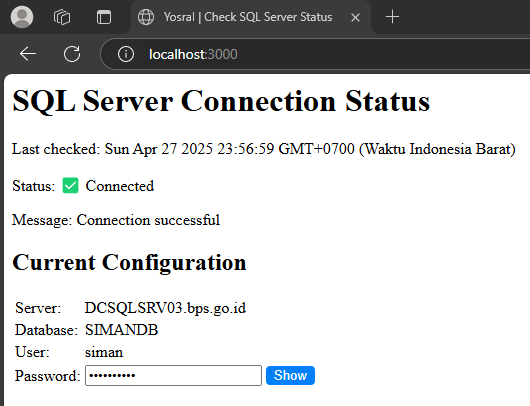 Yosral | Check SQL Server Status
localhost:3000
SQL Server Connection Status
Last checked: Sun Apr 27 2025 23:56:59 GMT+0700 (Waktu Indonesia Barat)
Status: ✅ Connected
Message: Connection successful
Current Configuration
Server: DCSQLSRV03.bps.go.id
Database: SIMANDB
User: siman
Password: •••••••••• Show